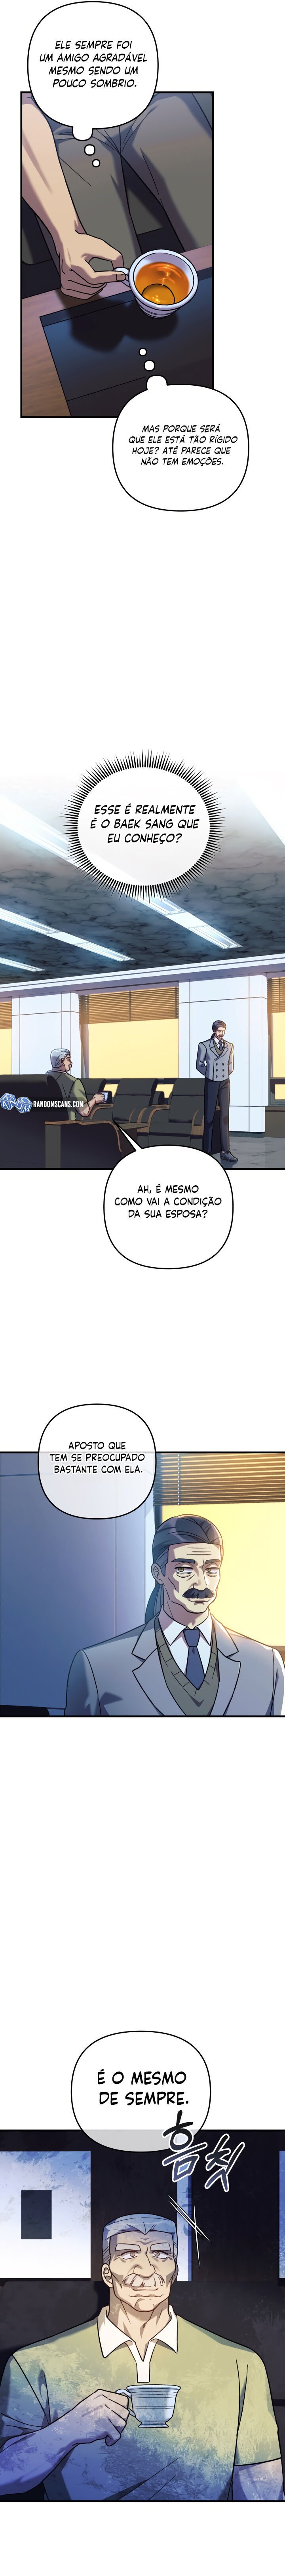 ELE SEMPRE FOI
UM AMIGO AGRADÁVEL
MESMO SENDO UM
POUCO SOMBRIO.
MAS PORQUE SERÁ
QUE ELE ESTÁ TÃO RÍGIDO
HOJE? ATÉ PARECE QUE
NÃO TEM EMOÇÕES.
ESSE É REALMENTE
É O BAEK SANG QUE
EU CONHEÇO?
RANDOMSCANS.COM
AH, É MESMO
COMO VAI A CONDIÇÃO
DA SUA ESPOSA?
APOSTO QUE
TEM SE PREOCUPADO
BASTANTE COM ELA.
É O MESMO
DE SEMPRE.
흠칫